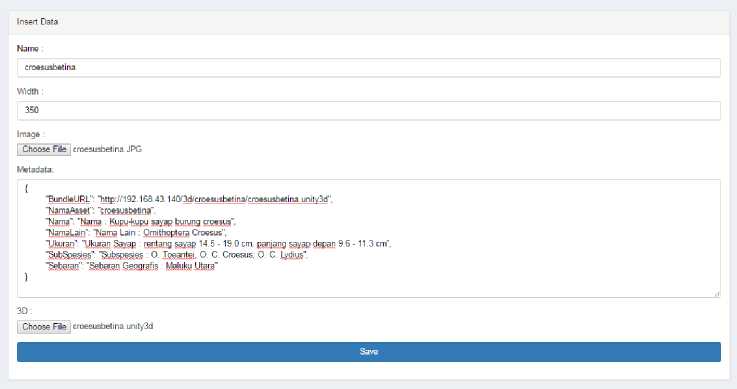 Insert Data
Name :
croesusbetina
Width :
350
Image :
Choose File croesusbetina.JPG
Metadata:
{
"BundleURL": "http://192.168.43.140/3d/croesusbetina/croesusbetina.unity3d",
"NamaAsset": "croesusbetina",
"Nama": "Nama : Kupu-kupu sayap burung croesus",
"NamaLain": "Nama Lain : Ornithoptera Croesus",
"Ukuran": "Ukuran Sayap : rentang sayap 14.5 - 19.0 cm, panjang sayap depan 9.6 - 11.3 cm",
"SubSpesies": "Subspesies : O. Toeantei, O. C. Croesus, O. C. Lydius",
"Sebaran": "Sebaran Geografis : Maluku Utara"
}
3D :
Choose File croesusbetina.unity3d
Save